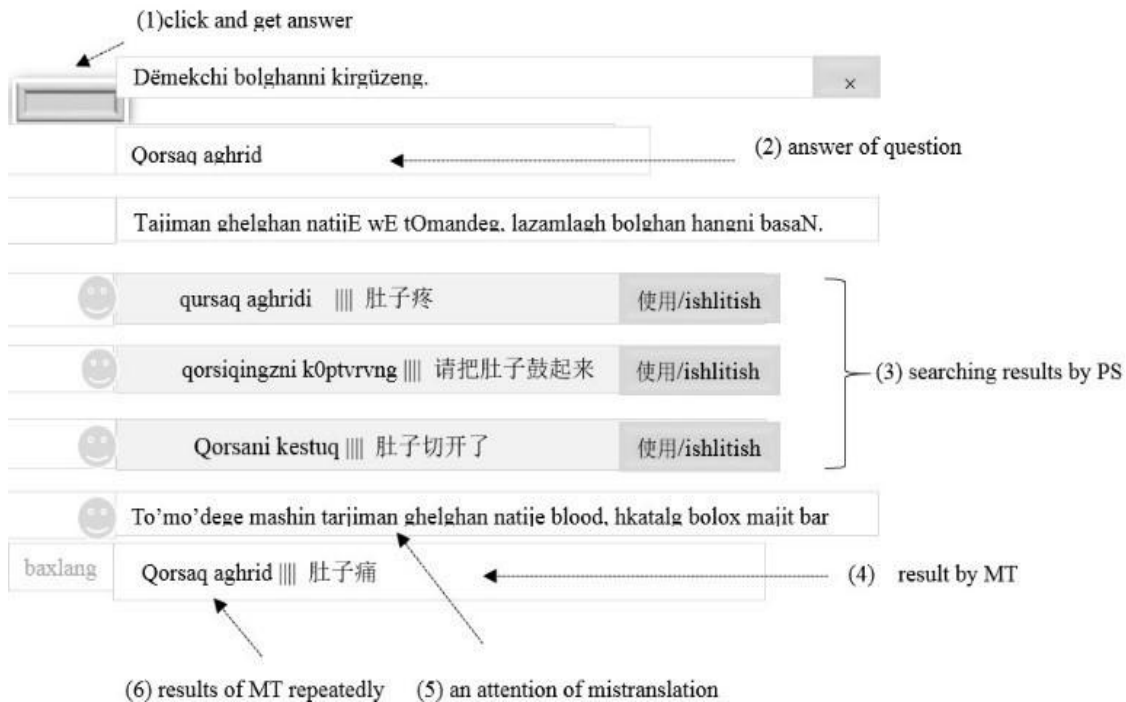 (1)click and get answer
Dëmekchi bolghanni kirgüzeng.
×
Qorsaq aghrid
(2) answer of question
Tajiman ghelghan natijE wE tOmandeg, lazamlagh bolghan hangni basaN.
qursaq aghridi |||| 肚子疼
使用/ishlitish
qorsiqingzni k0ptvrvng |||| 请把肚子鼓起来
使用/ishlitish
(3) searching results by PS
Qorsani kestuq |||| 肚子切开了
使用/ishlitish
To’mo’dege mashin tarjiman ghelghan natije blood, hkatalg bolox majit bar
baxlang
Qorsaq aghrid |||| 肚子痛
(4) result by MT
(6) results of MT repeatedly
(5) an attention of mistranslation